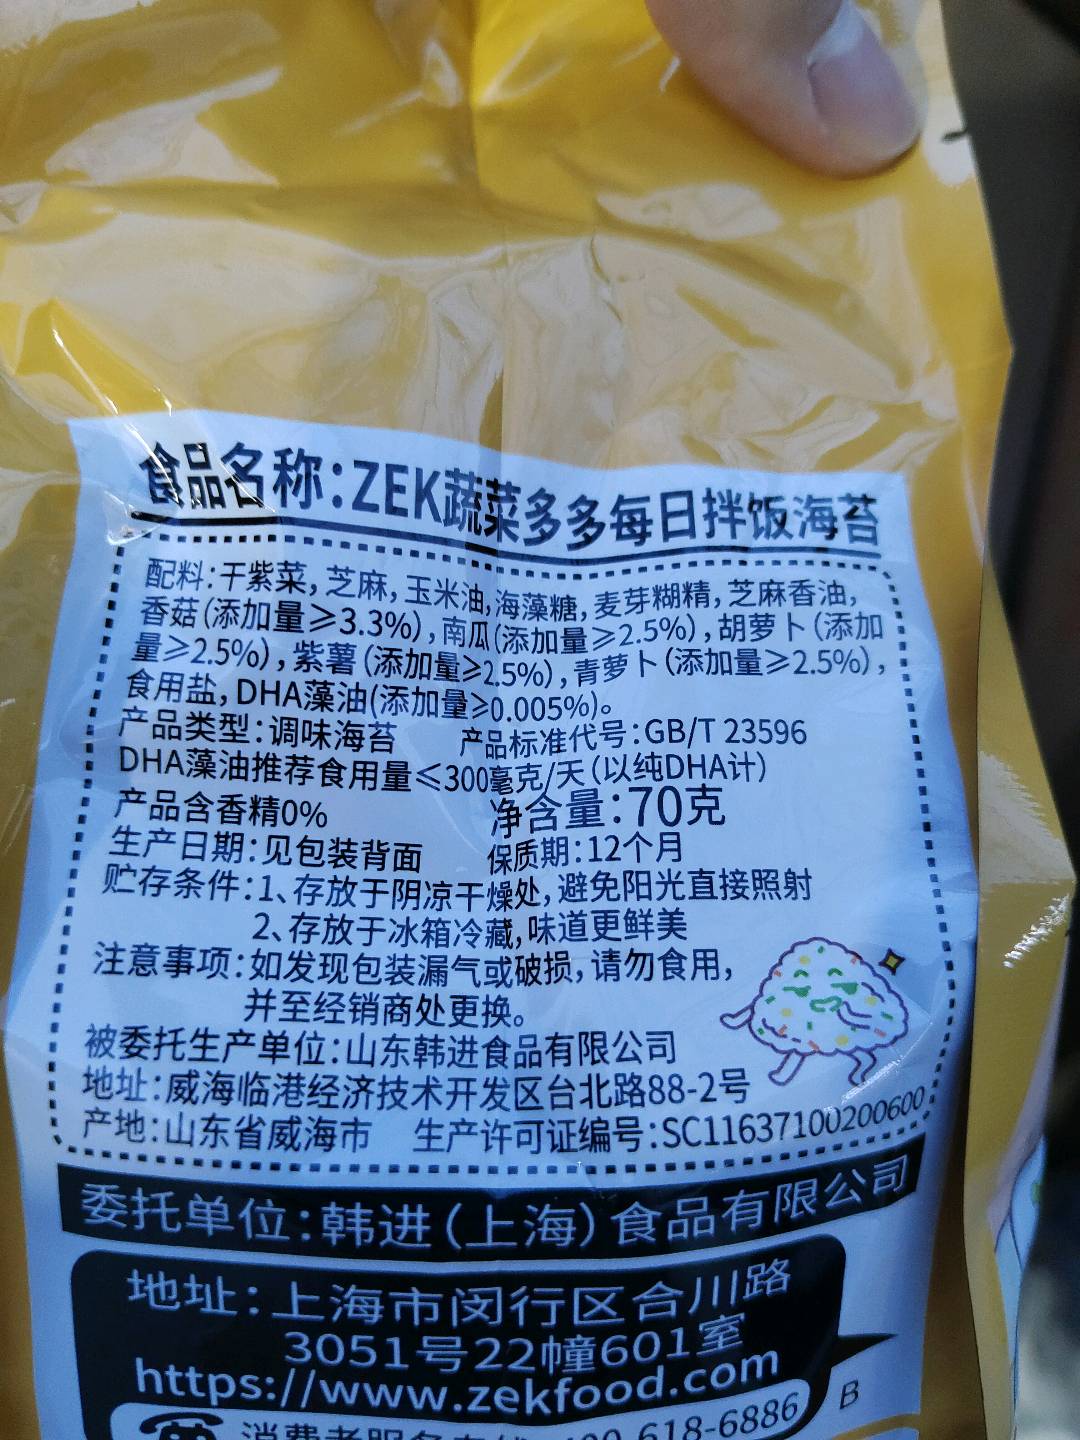 食品名称:ZEK蔬菜多多每日拌饭海苔
配料:干紫菜,芝麻,玉米油,海藻糖,麦芽糊精,芝麻香油,
香菇(添加量≥3.3%),南瓜(添加量≥2.5%),胡萝卜(添加
量≥2.5%),紫薯(添加量≥2.5%),青萝卜(添加量≥2.5%),
食用盐,DHA藻油(添加量≥0.005%)。
产品类型:调味海苔 产品标准代号:GB/T 23596
DHA藻油推荐食用量≤300毫克/天(以纯DHA计)
产品含香精0% 净含量:70克
生产日期:见包装背面 保质期:12个月
贮存条件:1、存放于阴凉干燥处,避免阳光直接照射
2、存放于冰箱冷藏,味道更鲜美
注意事项:如发现包装漏气或破损,请勿食用,
并至经销商处更换。
被委托生产单位:山东韩进食品有限公司
地址:威海临港经济技术开发区台北路88-2号
产地:山东省威海市 生产许可证编号:SC11637100200600
委托单位:韩进(上海)食品有限公司
地址:上海市闵行区合川路
3051号22幢601室
https://www.zekfood.com
B
消费者服务专线 400-618-6886